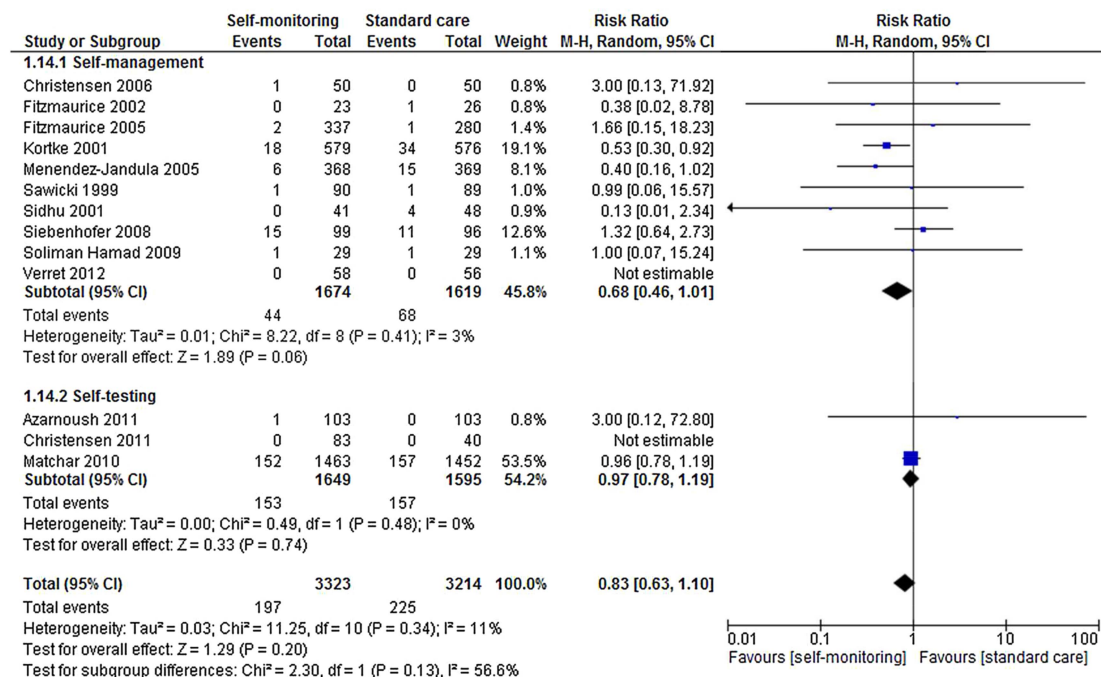 Self-monitoring Standard care Risk Ratio Risk Ratio
Study or Subgroup Events Total Events Total Weight M-H, Random, 95% CI M-H, Random, 95% CI
1.14.1 Self-management
Christensen 2006 1 50 0 50 0.8% 3.00 [0.13, 71.92]
Fitzmaurice 2002 0 23 1 26 0.8% 0.38 [0.02, 8.78]
Fitzmaurice 2005 2 337 1 280 1.4% 1.66 [0.15, 18.23]
Kortke 2001 18 579 34 576 19.1% 0.53 [0.30, 0.92]
Menendez-Jandula 2005 6 368 15 369 8.1% 0.40 [0.16, 1.02]
Sawicki 1999 1 90 1 89 1.0% 0.99 [0.06, 15.57]
Sidhu 2001 0 41 4 48 0.9% 0.13 [0.01, 2.34]
Siebenhofer 2008 15 99 11 96 12.6% 1.32 [0.64, 2.73]
Soliman Hamad 2009 1 29 1 29 1.1% 1.00 [0.07, 15.24]
Verret 2012 0 58 0 56 Not estimable
Subtotal (95% CI) 1674 1619 45.8% 0.68 [0.46, 1.01]
Total events 44 68
Heterogeneity: Tau² = 0.01; Chi² = 8.22, df = 8 (P = 0.41); I² = 3%
Test for overall effect: Z = 1.89 (P = 0.06)
1.14.2 Self-testing
Azarnoush 2011 1 103 0 103 0.8% 3.00 [0.12, 72.80]
Christensen 2011 0 83 0 40 Not estimable
Matchar 2010 152 1463 157 1452 53.5% 0.96 [0.78, 1.19]
Subtotal (95% CI) 1649 1595 54.2% 0.97 [0.78, 1.19]
Total events 153 157
Heterogeneity: Tau² = 0.00; Chi² = 0.49, df = 1 (P = 0.48); I² = 0%
Test for overall effect: Z = 0.33 (P = 0.74)
Total (95% CI) 3323 3214 100.0% 0.83 [0.63, 1.10]
Total events 197 225
Heterogeneity: Tau² = 0.03; Chi² = 11.25, df = 10 (P = 0.34); I² = 11%
Test for overall effect: Z = 1.29 (P = 0.20)
Test for subgroup differences: Chi² = 2.30, df = 1 (P = 0.13), I² = 56.6%
0.01 0.1 1 10 100
Favours [self-monitoring] Favours [standard care]